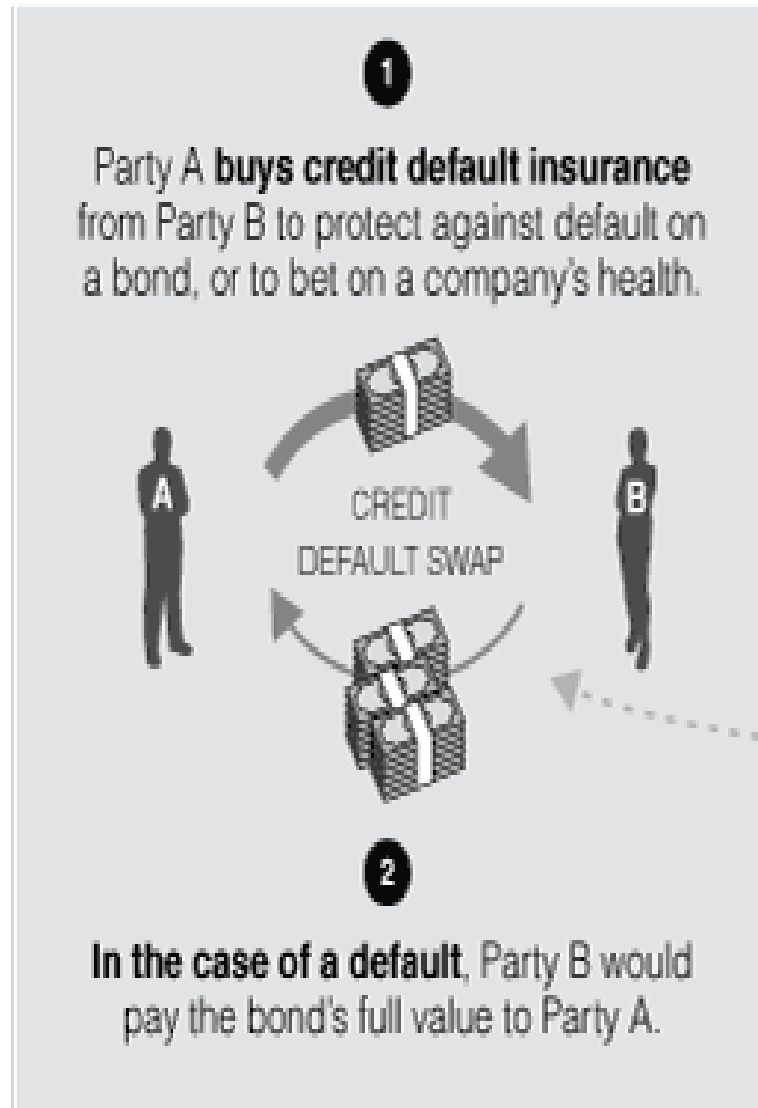 1
Party A buys credit default insurance
from Party B to protect against default on
a bond, or to bet on a company's health.
A
B
CREDIT
DEFAULT SWAP
2
In the case of a default, Party B would
pay the bond's full value to Party A.